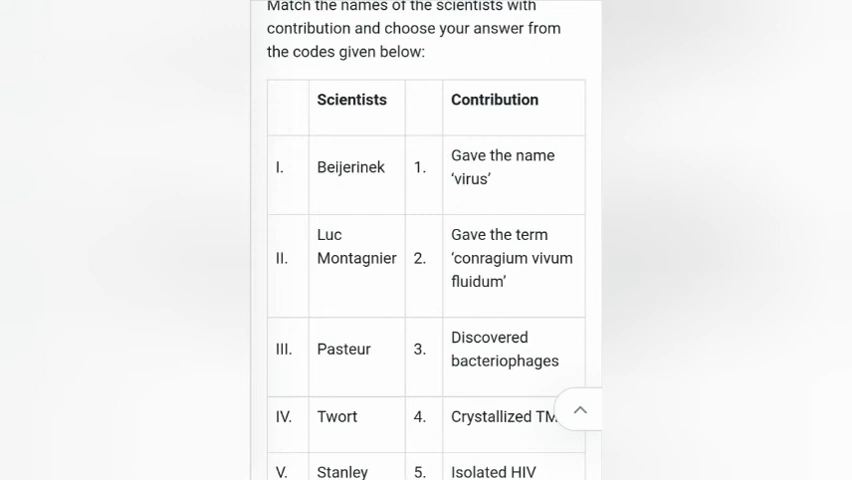 Match the names of the scientists with
contribution and choose your answer from
the codes given below:
Scientists Contribution
I. Beijerinek 1. Gave the name
‘virus’
II. Luc
Montagnier 2. Gave the term
‘conragium vivum
fluidum’
III. Pasteur 3. Discovered
bacteriophages
IV. Twort 4. Crystallized
V. Stanley 5. Isolated HIV